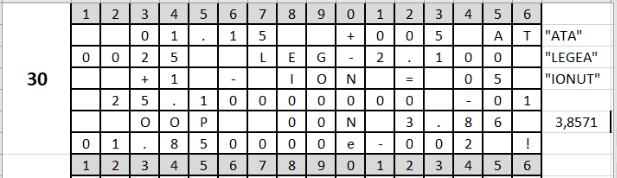 1 2 3 4 5 6 7 8 9 0 1 2 3 4 5 6
0 1 . 1 5 + 0 0 5 A T "ATA"
0 0 2 5 L E G - 2 . 1 0 0 "LEGEA"
30 + 1 - I O N = 0 5 "IONUT"
2 5 . 1 0 0 0 0 0 0 0 - 0 1
O O P 0 0 N 3 . 8 6 3,8571
0 1 . 8 5 0 0 0 0 e - 0 0 2 !
1 2 3 4 5 6 7 8 9 0 1 2 3 4 5 6